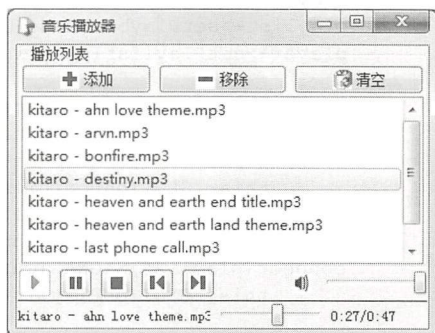 音乐播放器
播放列表
添加 移除 清空
kitaro - ahn love theme.mp3
kitaro - arvn.mp3
kitaro - bonfire.mp3
kitaro - destiny.mp3
kitaro - heaven and earth end title.mp3
kitaro - heaven and earth land theme.mp3
kitaro - last phone call.mp3
kitaro - ahn love theme.mp3 0:27/0:47